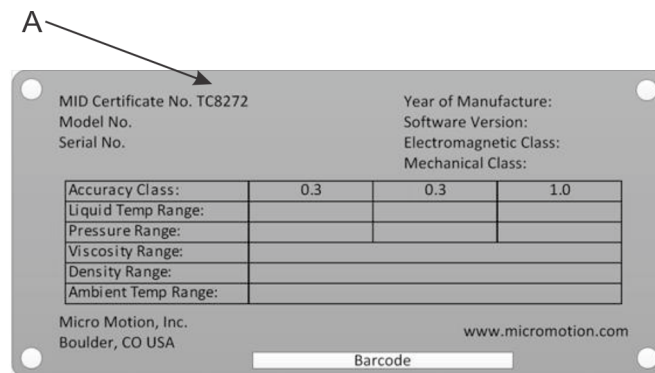 A
MID Certificate No. TC8272
Model No.
Serial No.
Year of Manufacture:
Software Version:
Electromagnetic Class:
Mechanical Class:
Accuracy Class: 0.3 0.3 1.0
Liquid Temp Range:
Pressure Range:
Viscosity Range:
Density Range:
Ambient Temp Range:
Micro Motion, Inc.
Boulder, CO USA
www.micromotion.com
Barcode